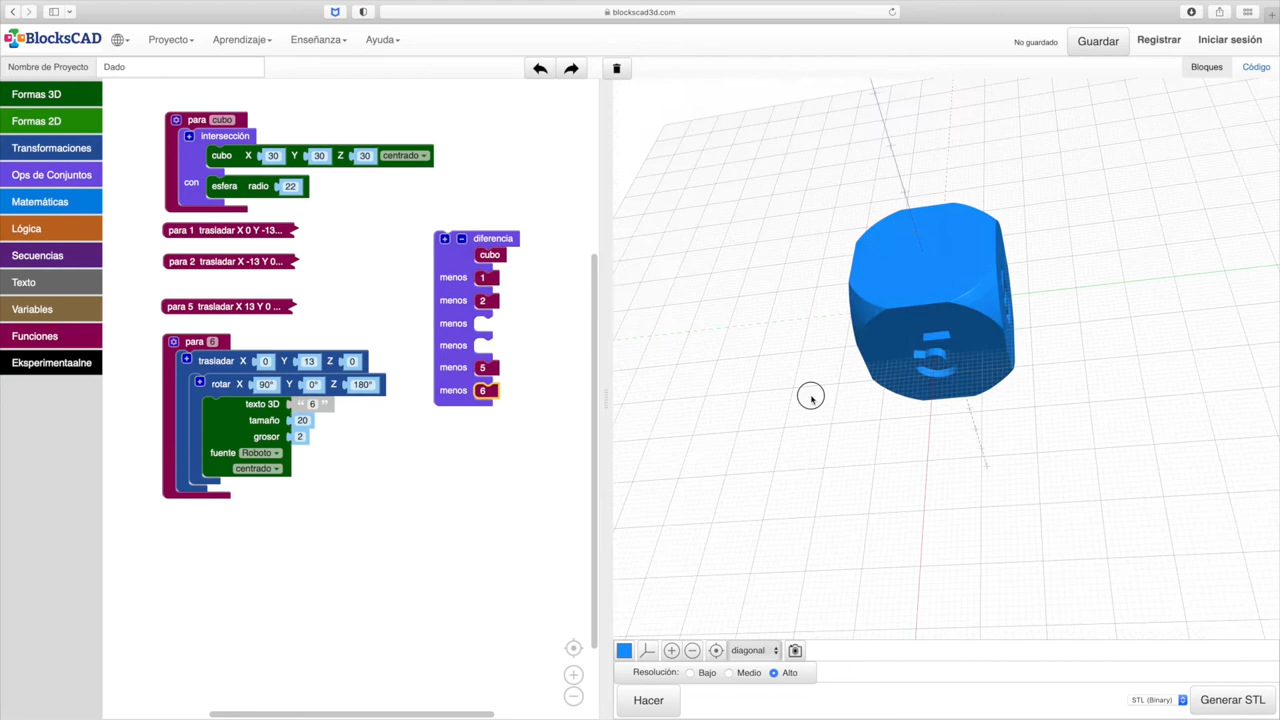 blockscad3d.com
BlocksCAD
Proyecto
Aprendizaje
Enseñanza
Ayuda
No guardado
Guardar
Registrar
Iniciar sesión
Nombre de Proyecto
Dado
Bloques
Código
Formas 3D
Formas 2D
Transformaciones
Ops de Conjuntos
Matemáticas
Lógica
Secuencias
Texto
Variables
Funciones
Eksperimentaalne
para cubo
intersección
cubo X 30 Y 30 Z 30 centrado
con esfera radio 22
para 1 trasladar X 0 Y -13...
para 2 trasladar X -13 Y 0...
para 5 trasladar X 13 Y 0 ...
para 6
trasladar X 0 Y 13 Z 0
rotar X 90° Y 0° Z 180°
texto 3D “ 6 ”
tamaño 20
grosor 2
fuente Roboto
centrado
+ - diferencia
cubo
menos 1
menos 2
menos
menos
menos 5
menos 6
5
diagonal
Resolución: Bajo Medio Alto
Hacer
STL (Binary)
Generar STL